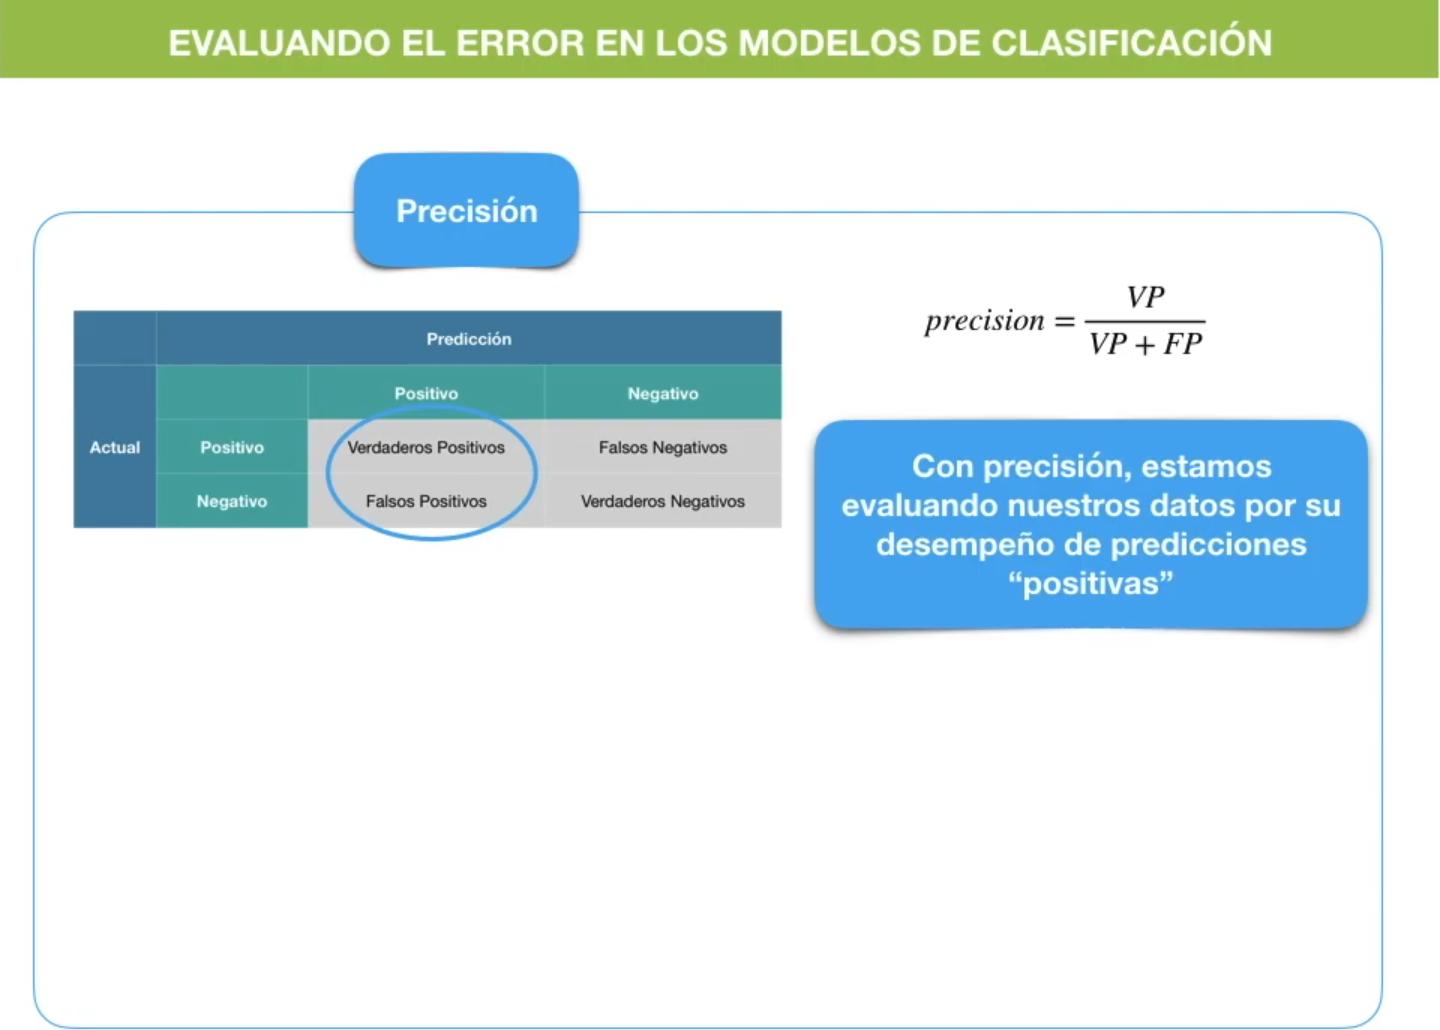 EVALUANDO EL ERROR EN LOS MODELOS DE CLASIFICACIÓN
Precisión
Predicción
Positivo Negativo
Actual Positivo Verdaderos Positivos Falsos Negativos
Negativo Falsos Positivos Verdaderos Negativos
precision = VP / VP + FP
Con precisión, estamos
evaluando nuestros datos por su
desempeño de predicciones
“positivas”